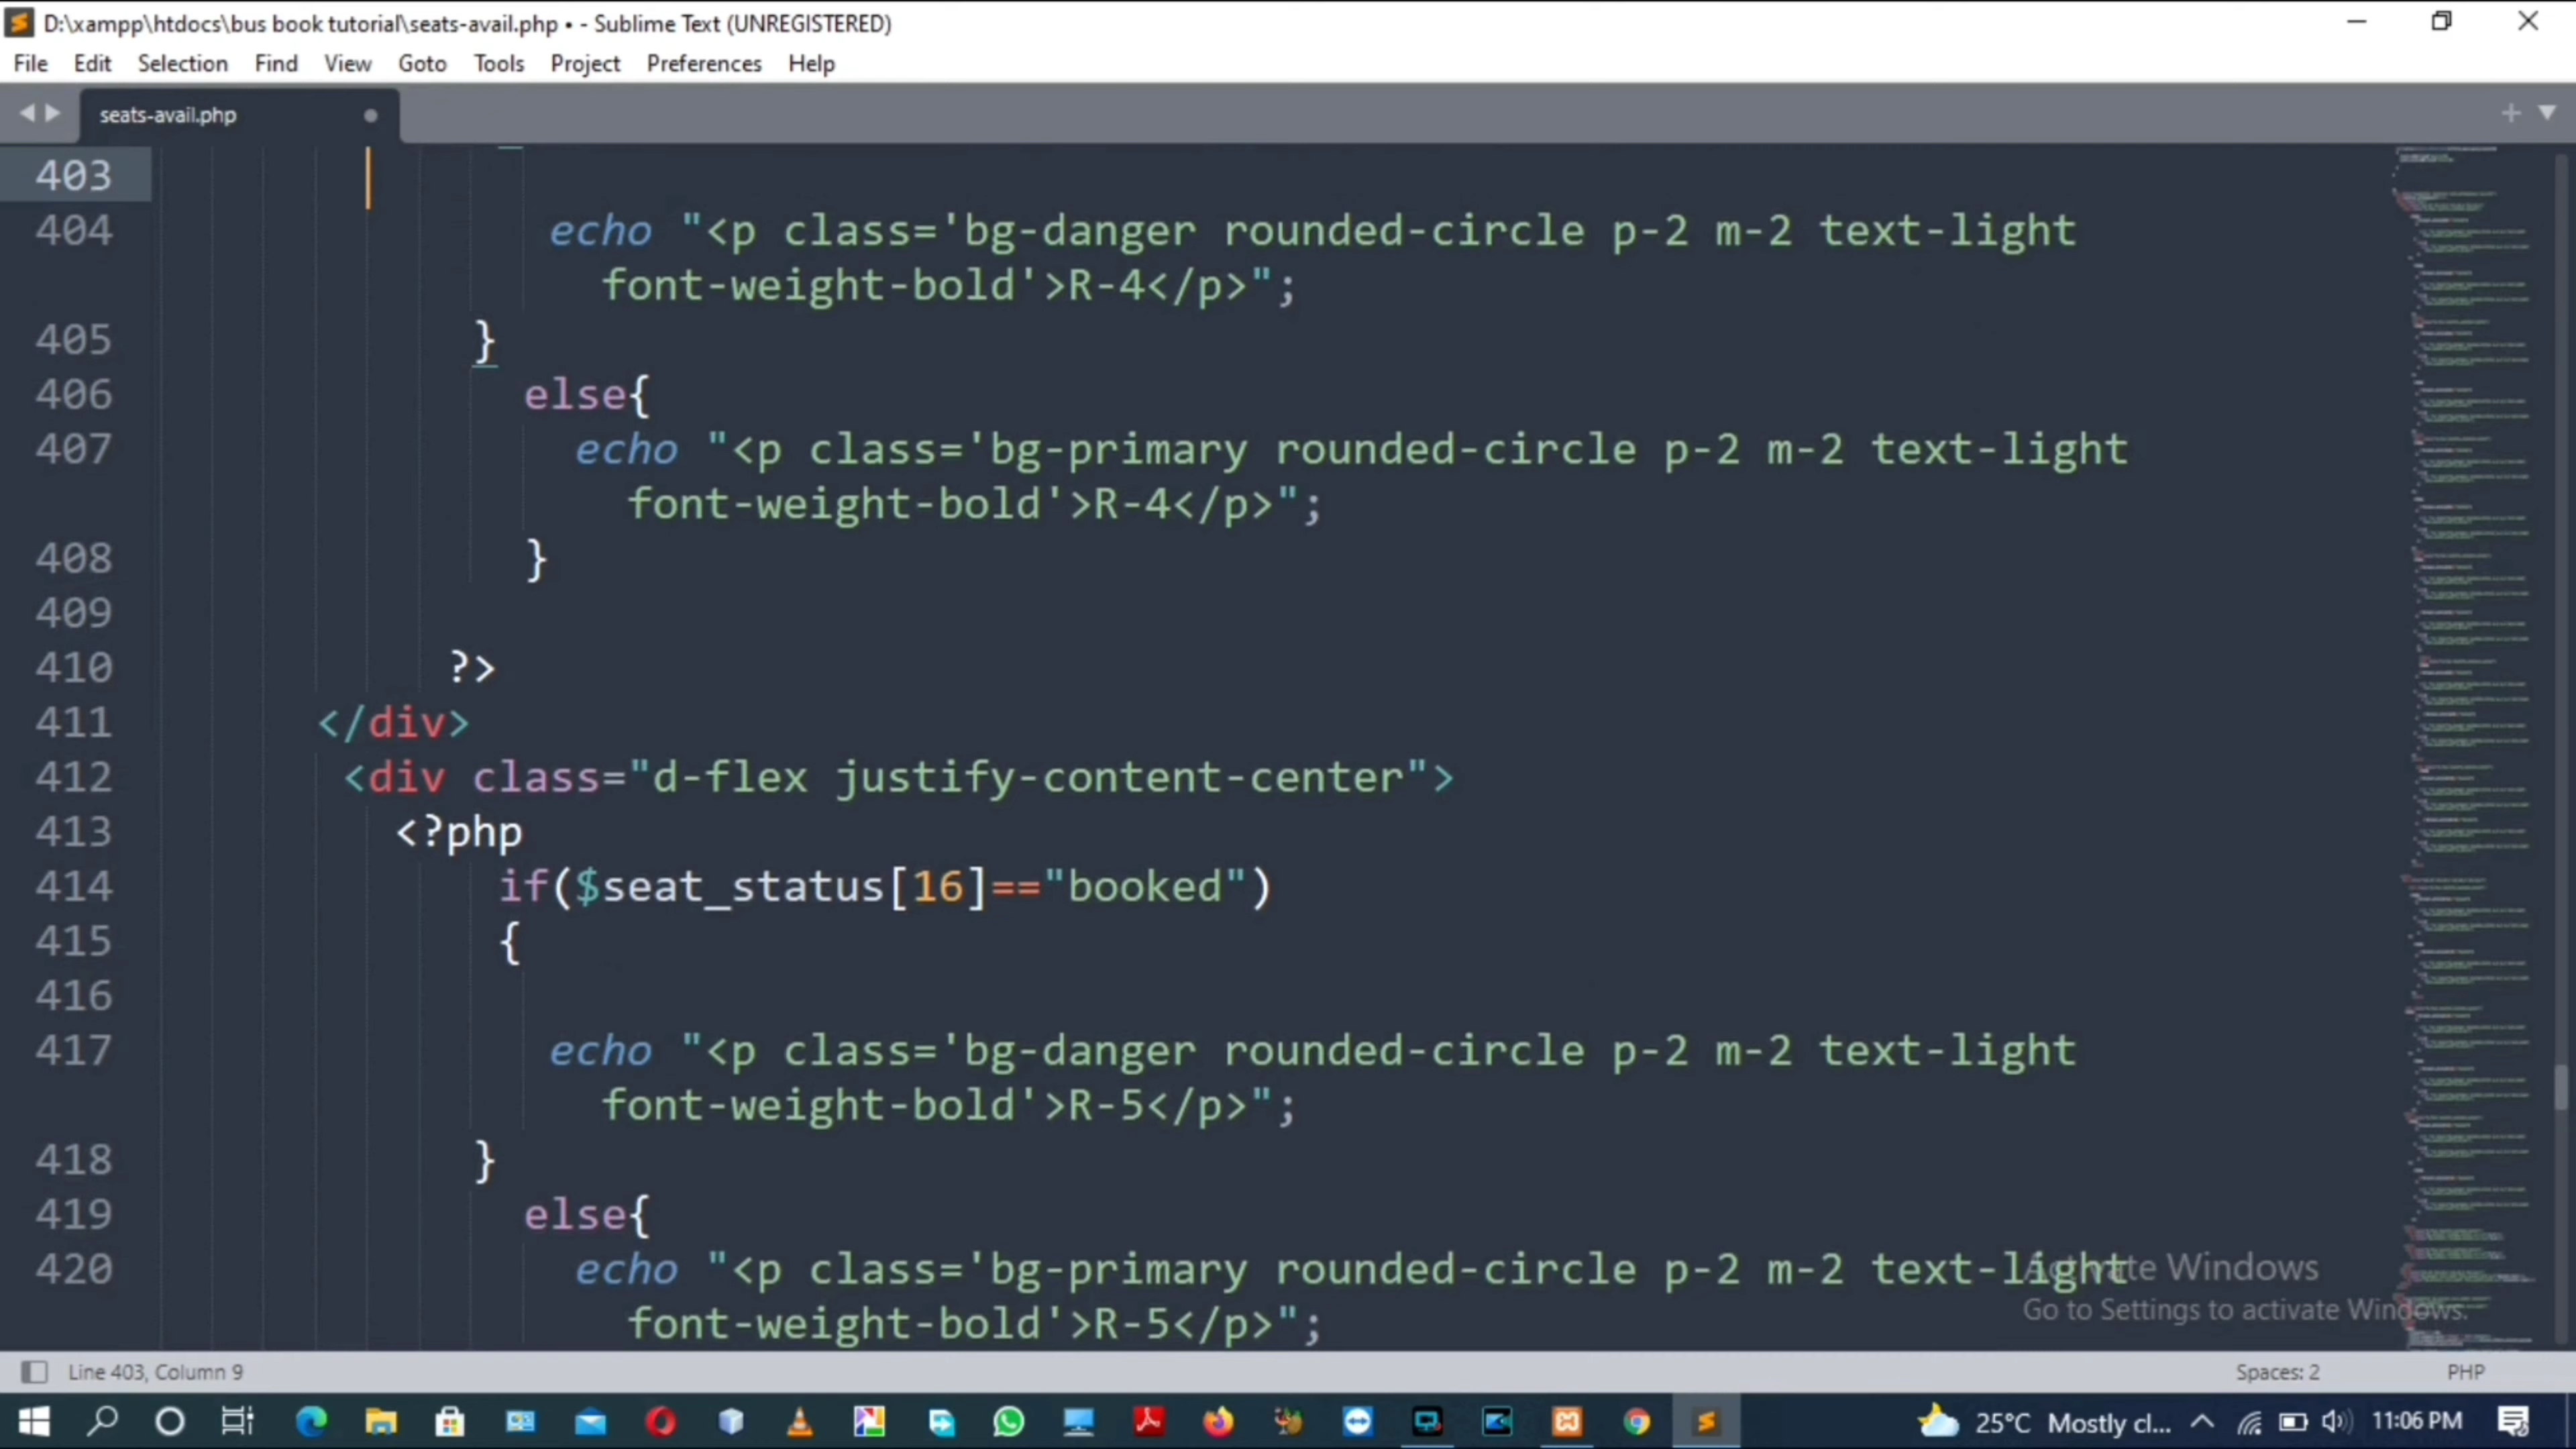 D:\xampp\htdocs\bus book tutorial\seats-avail.php • - Sublime Text (UNREGISTERED)
File Edit Selection Find View Goto Tools Project Preferences Help
seats-avail.php
403
404 echo "<p class='bg-danger rounded-circle p-2 m-2 text-light
font-weight-bold'>R-4</p>";
405 }
406 else{
407 echo "<p class='bg-primary rounded-circle p-2 m-2 text-light
font-weight-bold'>R-4</p>";
408 }
409
410 ?>
411 </div>
412 <div class="d-flex justify-content-center">
413 <?php
414 if($seat_status[16]=="booked")
415 {
416
417 echo "<p class='bg-danger rounded-circle p-2 m-2 text-light
font-weight-bold'>R-5</p>";
418 }
419 else{
420 echo "<p class='bg-primary rounded-circle p-2 m-2 text-light
font-weight-bold'>R-5</p>";
Activate Windows
Go to Settings to activate Windows.
Line 403, Column 9 Spaces: 2 PHP
25°C Mostly cl... 11:06 PM